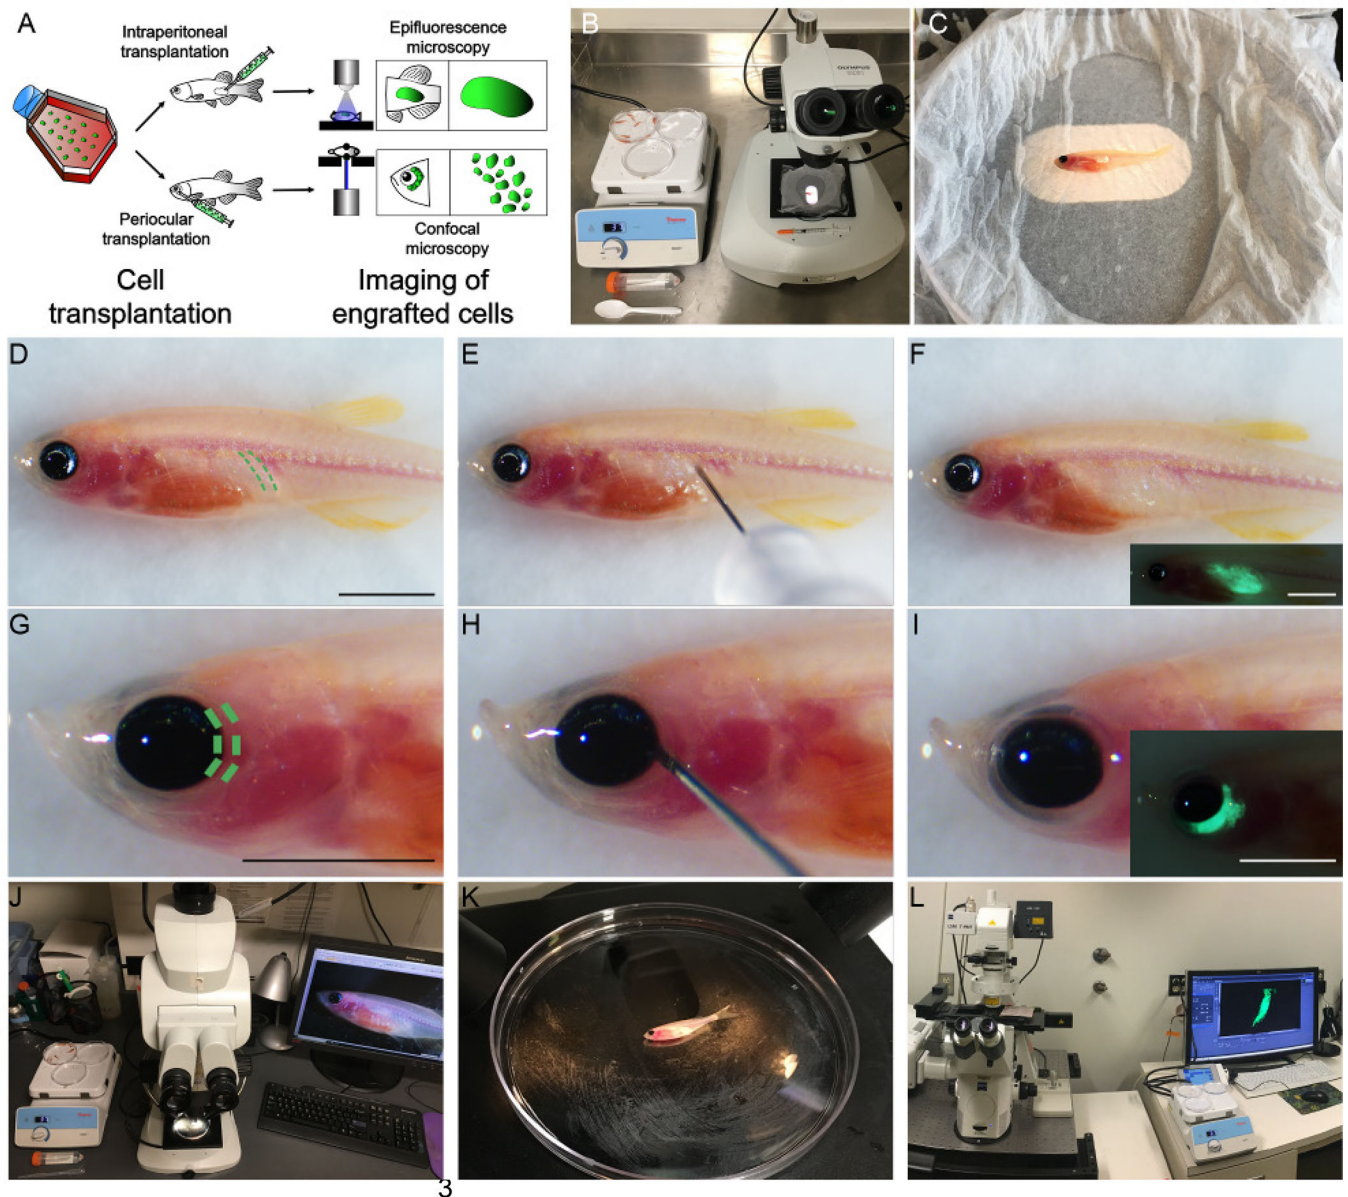 A
Intraperitoneal
transplantation
Epifluorescence
microscopy
Periocular
transplantation
Confocal
microscopy
Cell
transplantation
Imaging of
engrafted cells
B
OLYMPUS
C
D
E
F
G
H
I
J
K
L
3